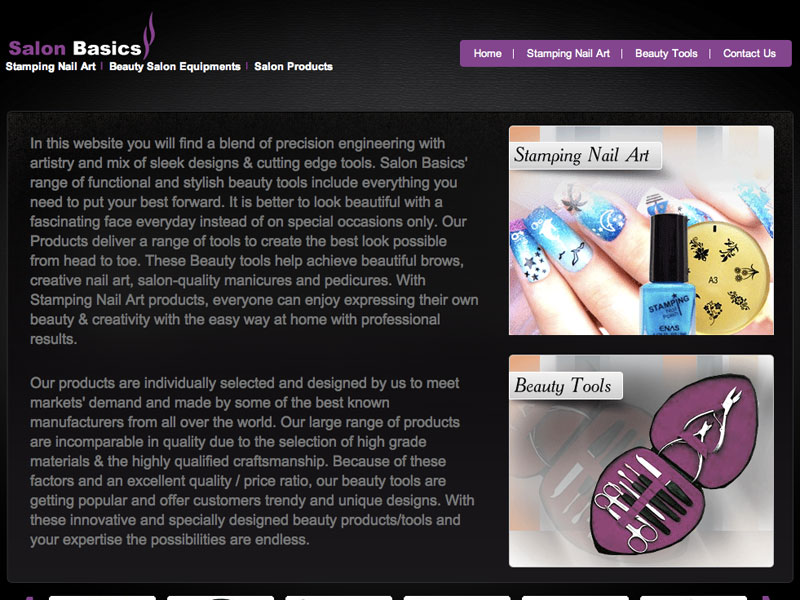 Salon Basics
Stamping Nail Art | Beauty Salon Equipments | Salon Products
Home | Stamping Nail Art | Beauty Tools | Contact Us
In this website you will find a blend of precision engineering with
artistry and mix of sleek designs & cutting edge tools. Salon Basics'
range of functional and stylish beauty tools include everything you
need to put your best forward. It is better to look beautiful with a
fascinating face everyday instead of on special occasions only. Our
Products deliver a range of tools to create the best look possible
from head to toe. These Beauty tools help achieve beautiful brows,
creative nail art, salon-quality manicures and pedicures. With
Stamping Nail Art products, everyone can enjoy expressing their own
beauty & creativity with the easy way at home with professional
results.
Our products are individually selected and designed by us to meet
markets' demand and made by some of the best known
manufacturers from all over the world. Our large range of products
are incomparable in quality due to the selection of high grade
materials & the highly qualified craftsmanship. Because of these
factors and an excellent quality / price ratio, our beauty tools are
getting popular and offer customers trendy and unique designs. With
these innovative and specially designed beauty products/tools and
your expertise the possibilities are endless.
Stamping Nail Art
A3
STAMPING
ENAS
Beauty Tools